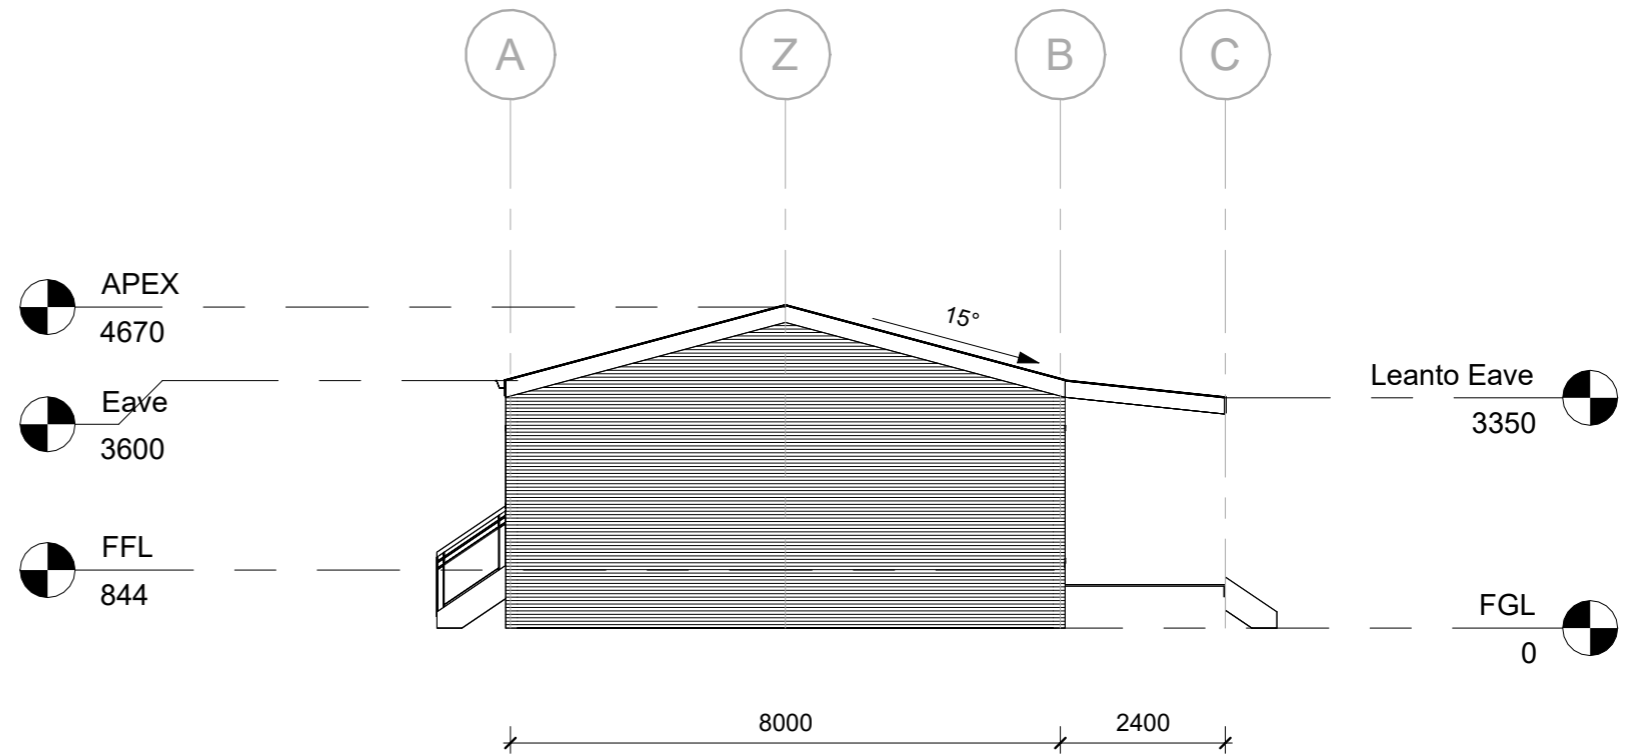 A Z B C
APEX
4670
15°
Eave
3600
Leanto Eave
3350
FFL
844
FGL
0
8000 2400